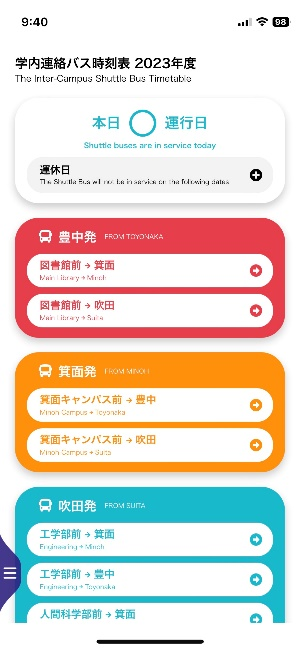 9:40
98
学内連絡バス時刻表 2023年度
The Inter-Campus Shuttle Bus Timetable
本日 運行日
Shuttle buses are in service today
運休日
The Shuttle Bus will not be in service on the following dates
豊中発 FROM TOYONAKA
図書館前 → 箕面
Main Library → Minoh
図書館前 → 吹田
Main Library → Suita
箕面発 FROM MINOH
箕面キャンパス前 → 豊中
Minoh Campus → Toyonaka
箕面キャンパス前 → 吹田
Minoh Campus → Suita
吹田発 FROM SUITA
工学部前 → 箕面
Engineering → Minoh
工学部前 → 豊中
Engineering → Toyonaka
人間科学部前 → 箕面